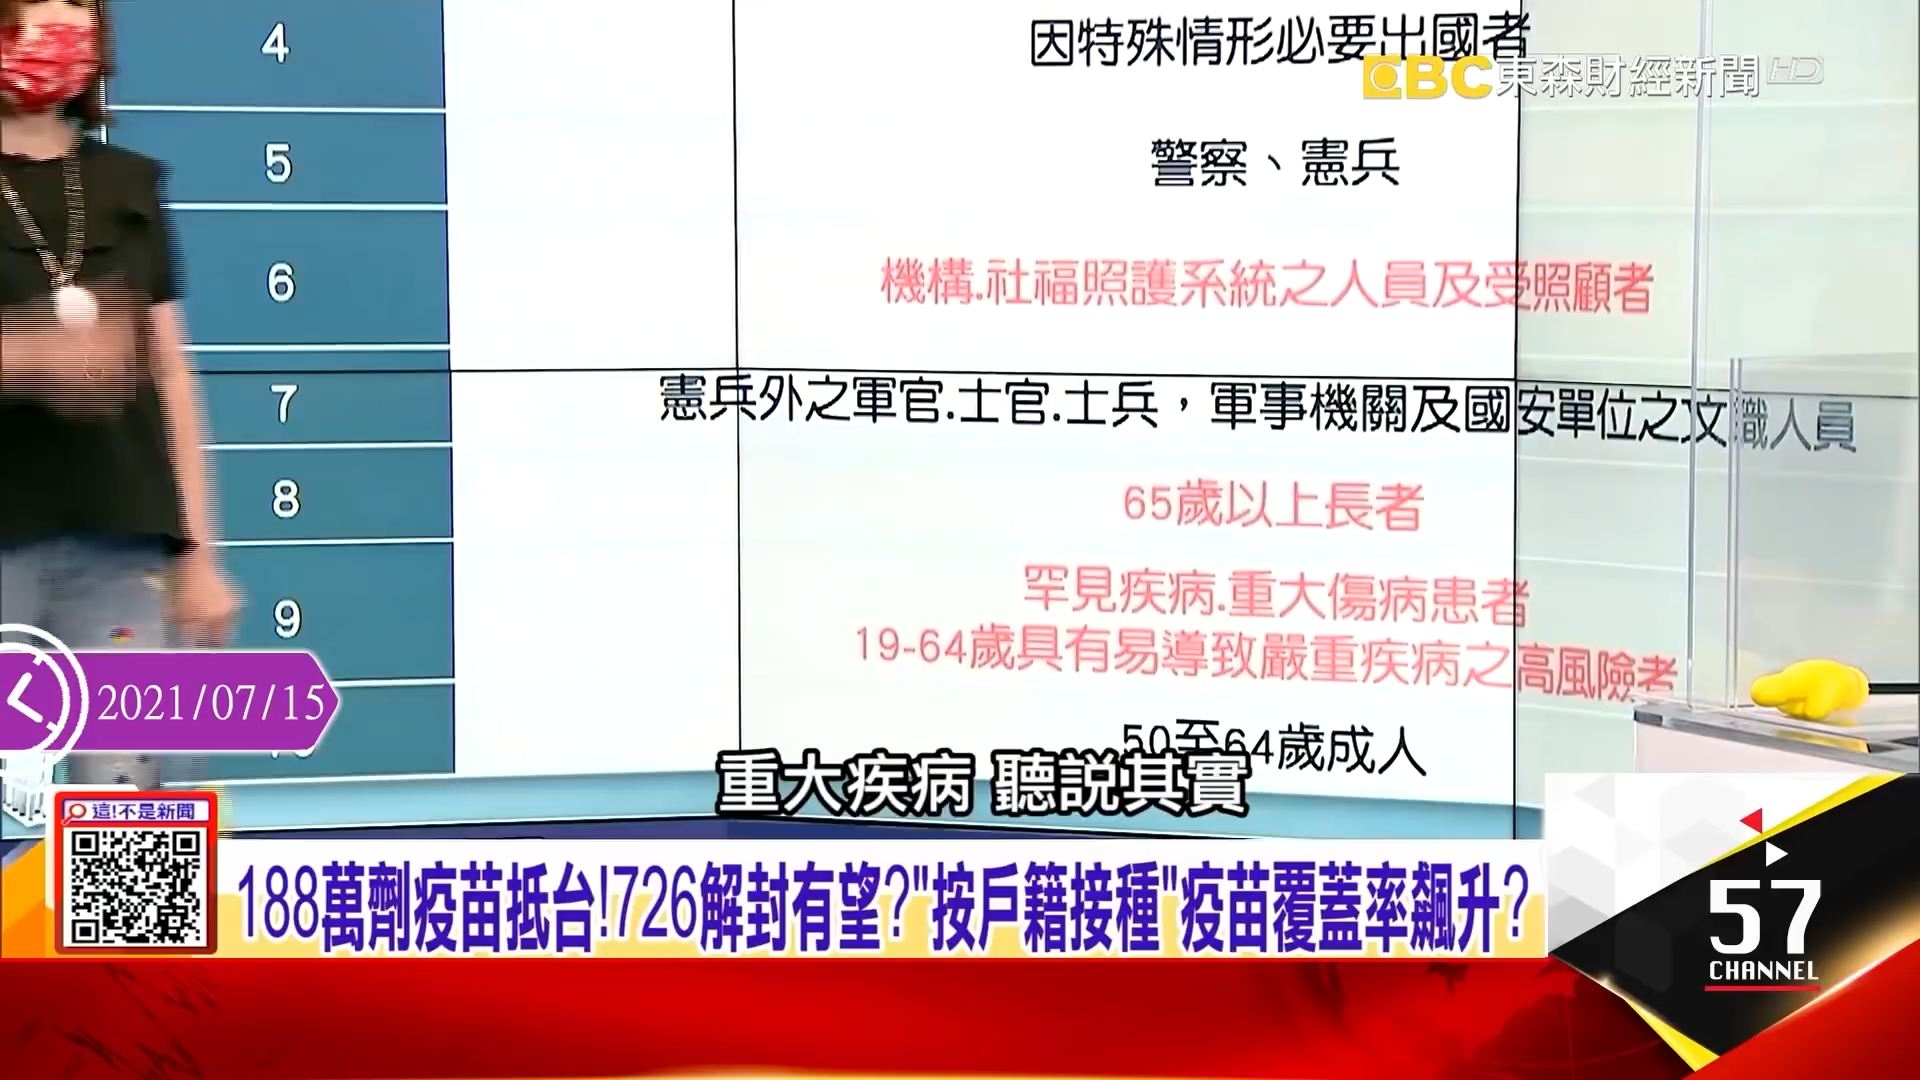 4
因特殊情形必要出國者
EBC東森財經新聞HD
5
警察、憲兵
6
機構.社福照護系統之人員及受照顧者
7
憲兵外之軍官.士官.士兵，軍事機關及國安單位之文職人員
8
65歲以上長者
9
罕見疾病.重大傷病患者
19-64歲具有易導致嚴重疾病之高風險者
2021/07/15
50至64歲成人
重大疾病 聽説其實
這!不是新聞
188萬劑疫苗抵台!726解封有望?"按戶籍接種"疫苗覆蓋率飆升?
57
CHANNEL